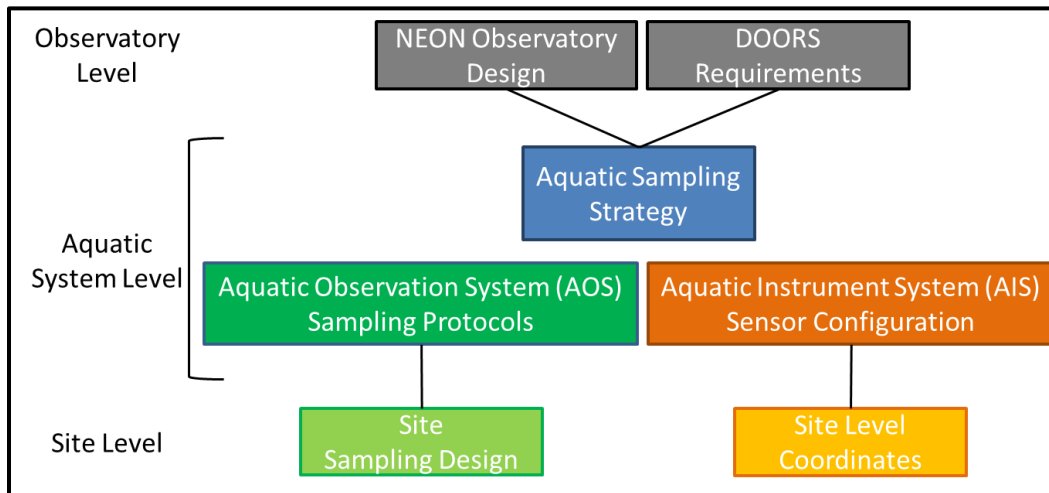 Observatory
Level
NEON Observatory
Design
DOORS
Requirements
Aquatic Sampling
Strategy
Aquatic
System Level
Aquatic Observation System (AOS)
Sampling Protocols
Aquatic Instrument System (AIS)
Sensor Configuration
Site Level
Site
Sampling Design
Site Level
Coordinates